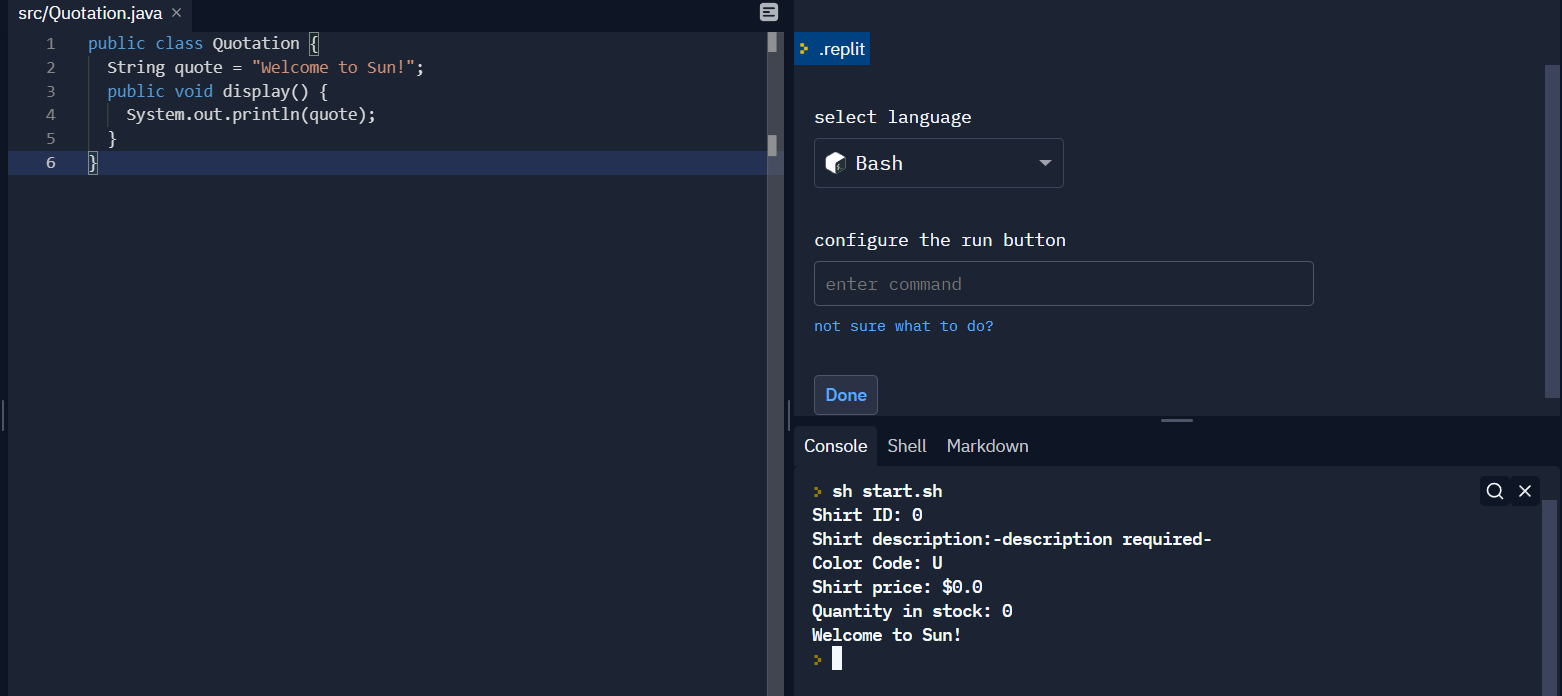 src/Quotation.java ×
1 public class Quotation {
2   String quote = "Welcome to Sun!";
3   public void display() {
4     System.out.println(quote);
5   }
6 }
.replit
select language
Bash
configure the run button
enter command
not sure what to do?
Done
Console Shell Markdown
> sh start.sh
Shirt ID: 0
Shirt description:-description required-
Color Code: U
Shirt price: $0.0
Quantity in stock: 0
Welcome to Sun!
>